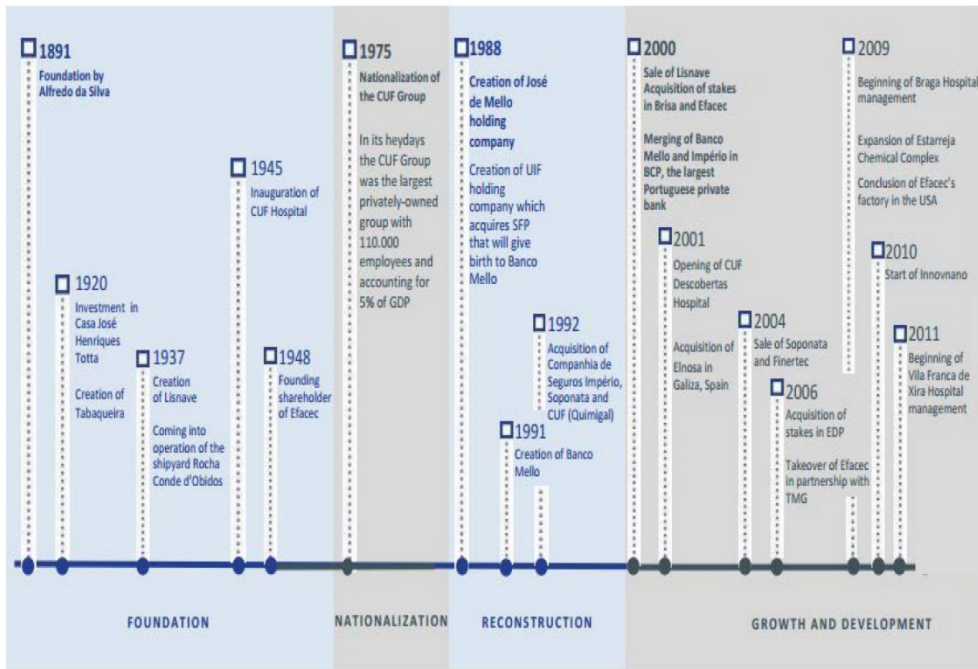 1891
Foundation by
Alfredo da Silva
1920
Investment in
Casa José
Henriques
Totta
Creation of
Tabaqueira
1937
Creation
of Lisnave
Coming into
operation of the
shipyard Rocha
Conde d'Obidos
1945
Inauguration of
CUF Hospital
1948
Founding
shareholder
of Efacec
1975
Nationalization of
the CUF Group
In its heydays
the CUF Group
was the largest
privately-owned
group with
110.000
employees and
accounting for
5% of GDP
1988
Creation of José
de Mello
holding
company
Creation of UIF
holding
company which
acquires SFP
that will give
birth to Banco
Mello
1991
Creation of Banco
Mello
1992
Acquisition of
Companhia de
Seguros Império,
Soponata and
CUF (Quimigal)
2000
Sale of Lisnave
Acquisition of stakes
in Brisa and Efacec
Merging of Banco
Mello and Império in
BCP, the largest
Portuguese private
bank
2001
Opening of CUF
Descobertas
Hospital
Acquisition of
Elnosa in
Galiza, Spain
2004
Sale of Soponata
and Finertec
2006
Acquisition of
stakes in EDP
Takeover of Efacec
in partnership with
TMG
2009
Beginning of Braga Hospital
management
Expansion of Estarreja
Chemical Complex
Conclusion of Efacec's
factory in the USA
2010
Start of Innovnano
2011
Beginning of
Vila Franca de
Xira Hospital
management
FOUNDATION
NATIONALIZATION
RECONSTRUCTION
GROWTH AND DEVELOPMENT